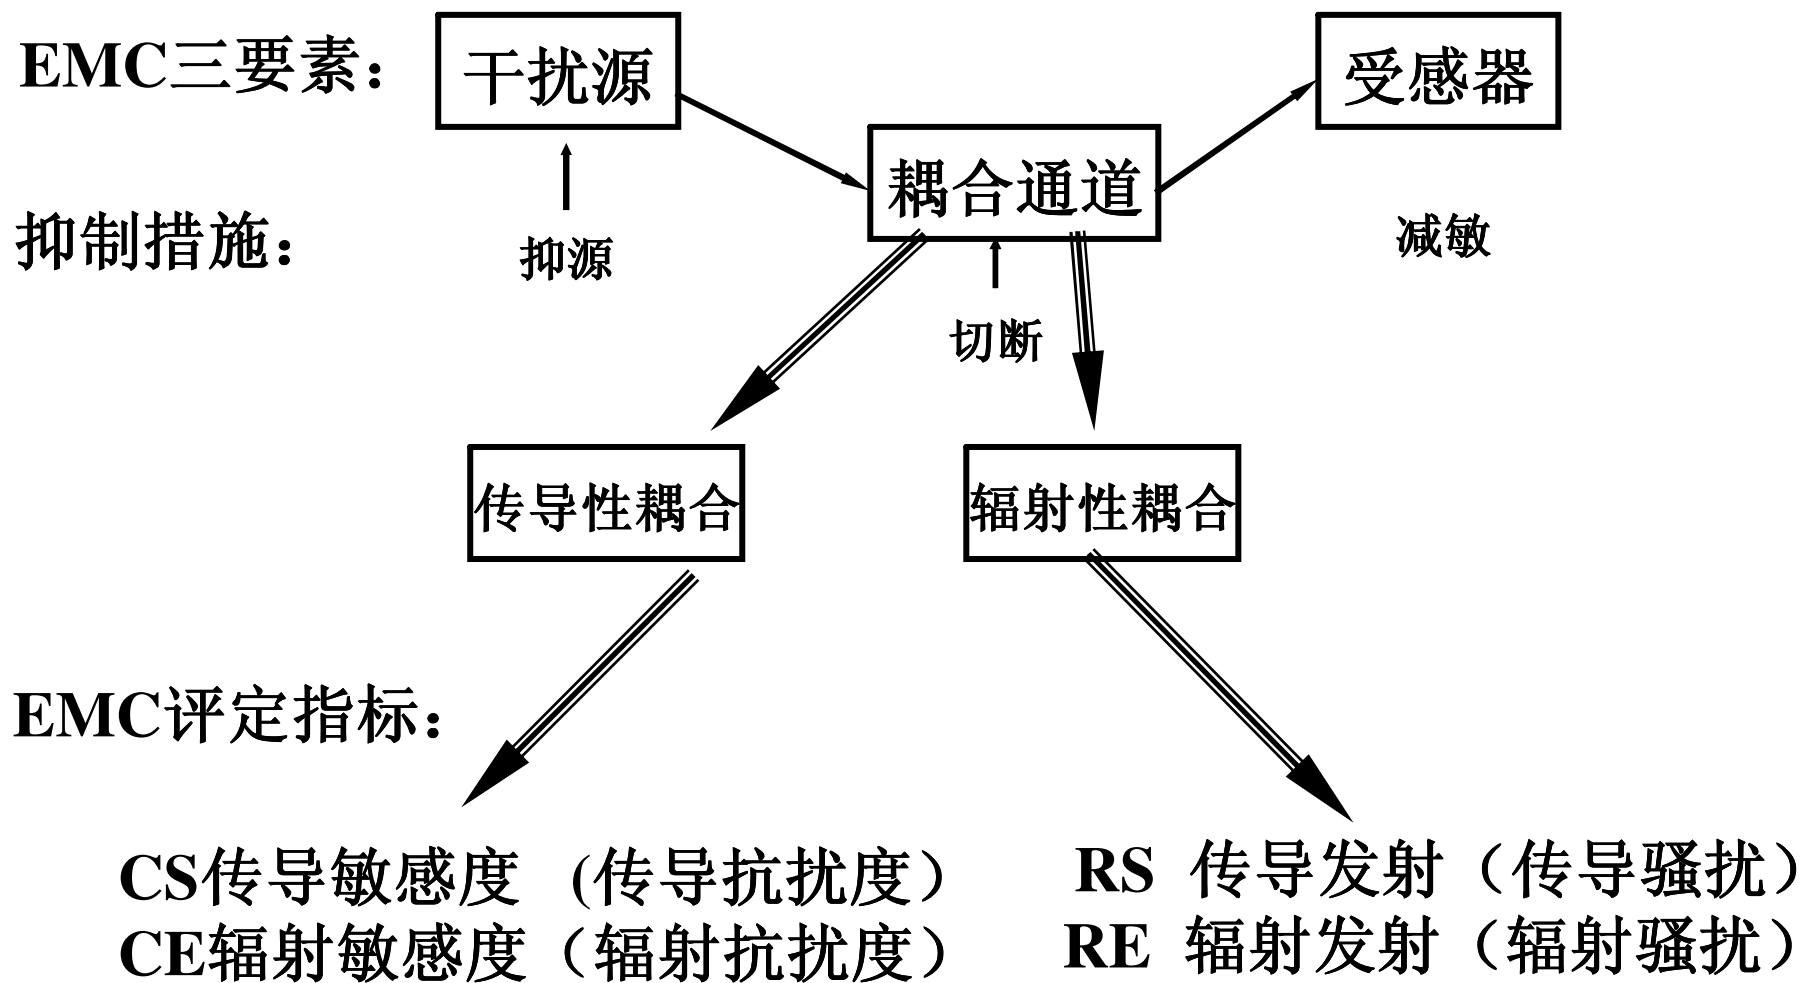 EMC三要素：
干扰源
受感器
耦合通道
抑制措施：
抑源
减敏
切断
传导性耦合
辐射性耦合
EMC评定指标：
CS传导敏感度 (传导抗扰度）
RS 传导发射（传导骚扰）
CE辐射敏感度（辐射抗扰度）
RE 辐射发射（辐射骚扰）